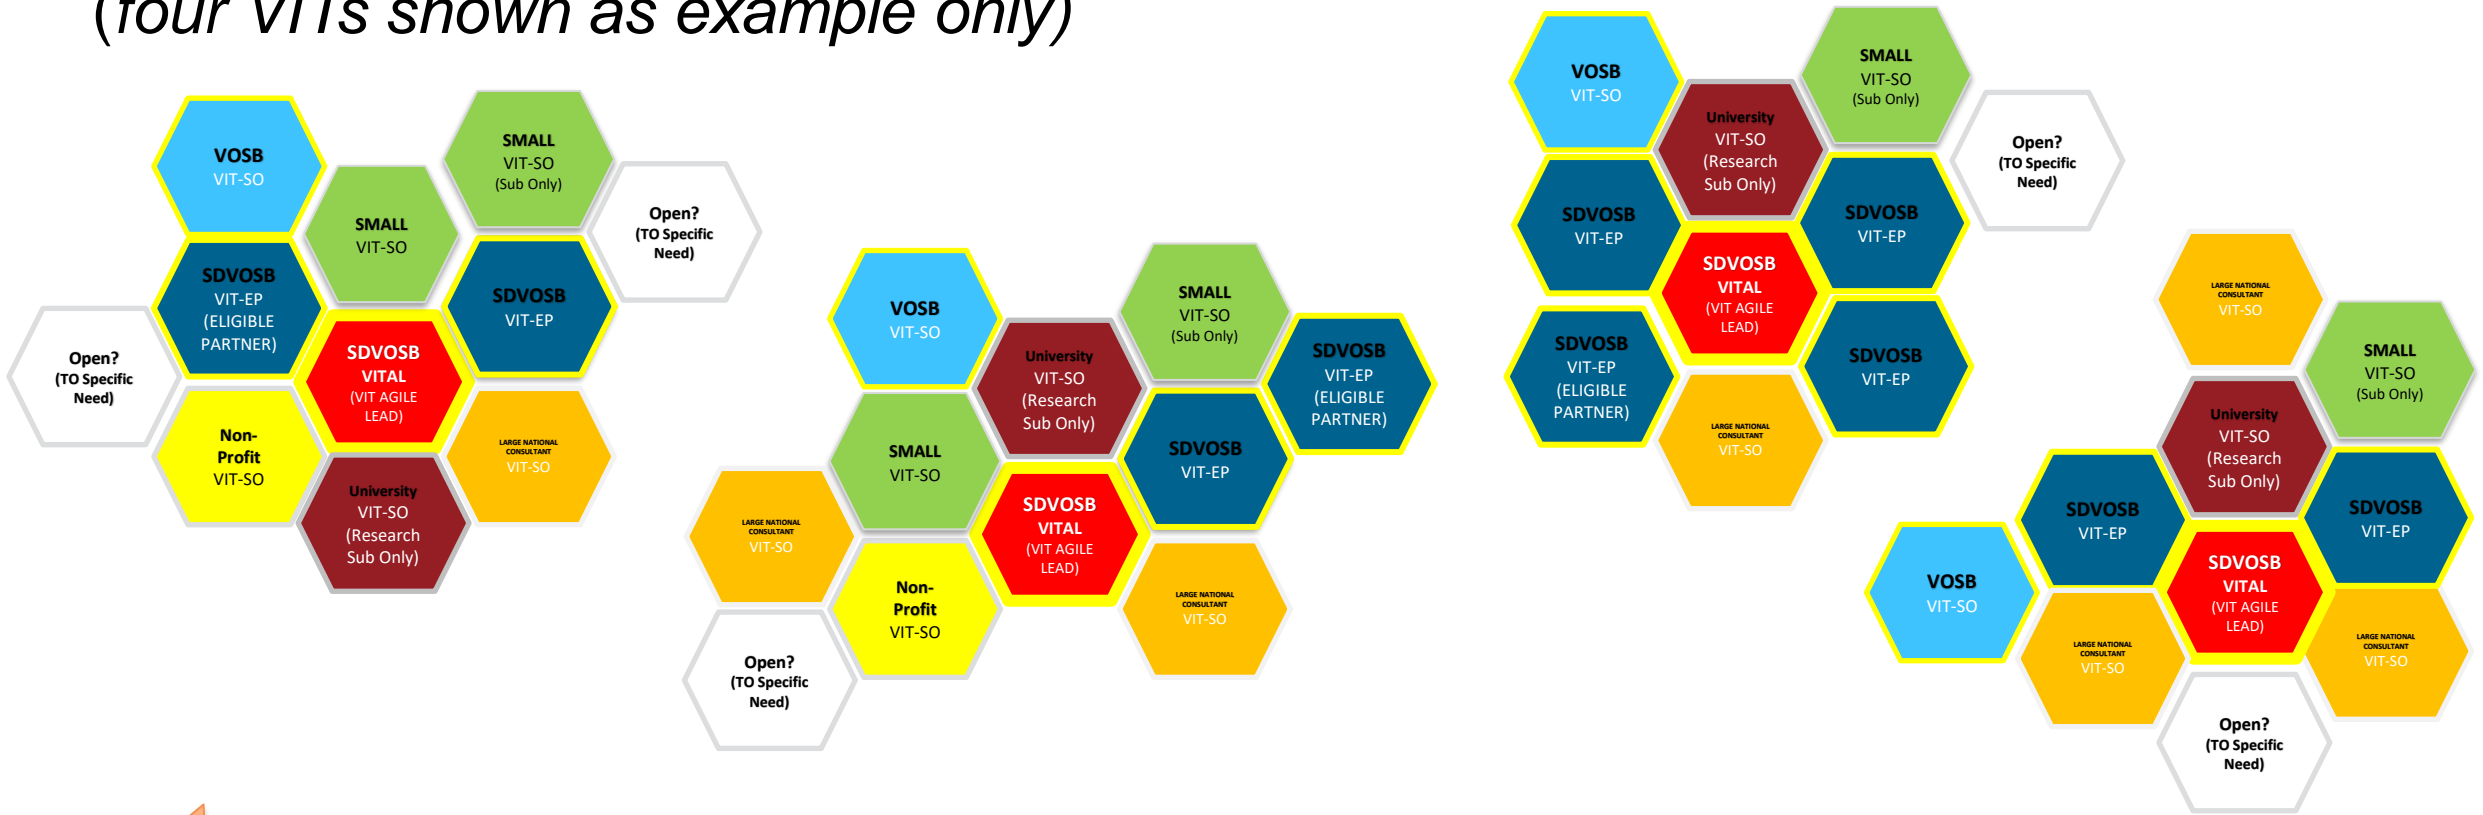 (four VITs shown as example only)
VOSB
VIT-SO
SMALL
VIT-SO
(Sub Only)
SMALL
VIT-SO
Open?
(TO Specific
Need)
SDVOSB
VIT-EP
(ELIGIBLE
PARTNER)
SDVOSB
VIT-EP
Open?
(TO Specific
Need)
SDVOSB
VITAL
(VIT AGILE
LEAD)
Non-
Profit
VIT-SO
LARGE NATIONAL
CONSULTANT
VIT-SO
University
VIT-SO
(Research
Sub Only)
VOSB
VIT-SO
SMALL
VIT-SO
(Sub Only)
University
VIT-SO
(Research
Sub Only)
SDVOSB
VIT-EP
(ELIGIBLE
PARTNER)
SMALL
VIT-SO
SDVOSB
VIT-EP
LARGE NATIONAL
CONSULTANT
VIT-SO
SDVOSB
VITAL
(VIT AGILE
LEAD)
Non-
Profit
VIT-SO
LARGE NATIONAL
CONSULTANT
VIT-SO
Open?
(TO Specific
Need)
VOSB
VIT-SO
SMALL
VIT-SO
(Sub Only)
University
VIT-SO
(Research
Sub Only)
Open?
(TO Specific
Need)
SDVOSB
VIT-EP
SDVOSB
VIT-EP
SDVOSB
VITAL
(VIT AGILE
LEAD)
SDVOSB
VIT-EP
(ELIGIBLE
PARTNER)
SDVOSB
VIT-EP
LARGE NATIONAL
CONSULTANT
VIT-SO
LARGE NATIONAL
CONSULTANT
VIT-SO
SMALL
VIT-SO
(Sub Only)
University
VIT-SO
(Research
Sub Only)
SDVOSB
VIT-EP
SDVOSB
VIT-EP
VOSB
VIT-SO
SDVOSB
VITAL
(VIT AGILE
LEAD)
LARGE NATIONAL
CONSULTANT
VIT-SO
LARGE NATIONAL
CONSULTANT
VIT-SO
Open?
(TO Specific
Need)